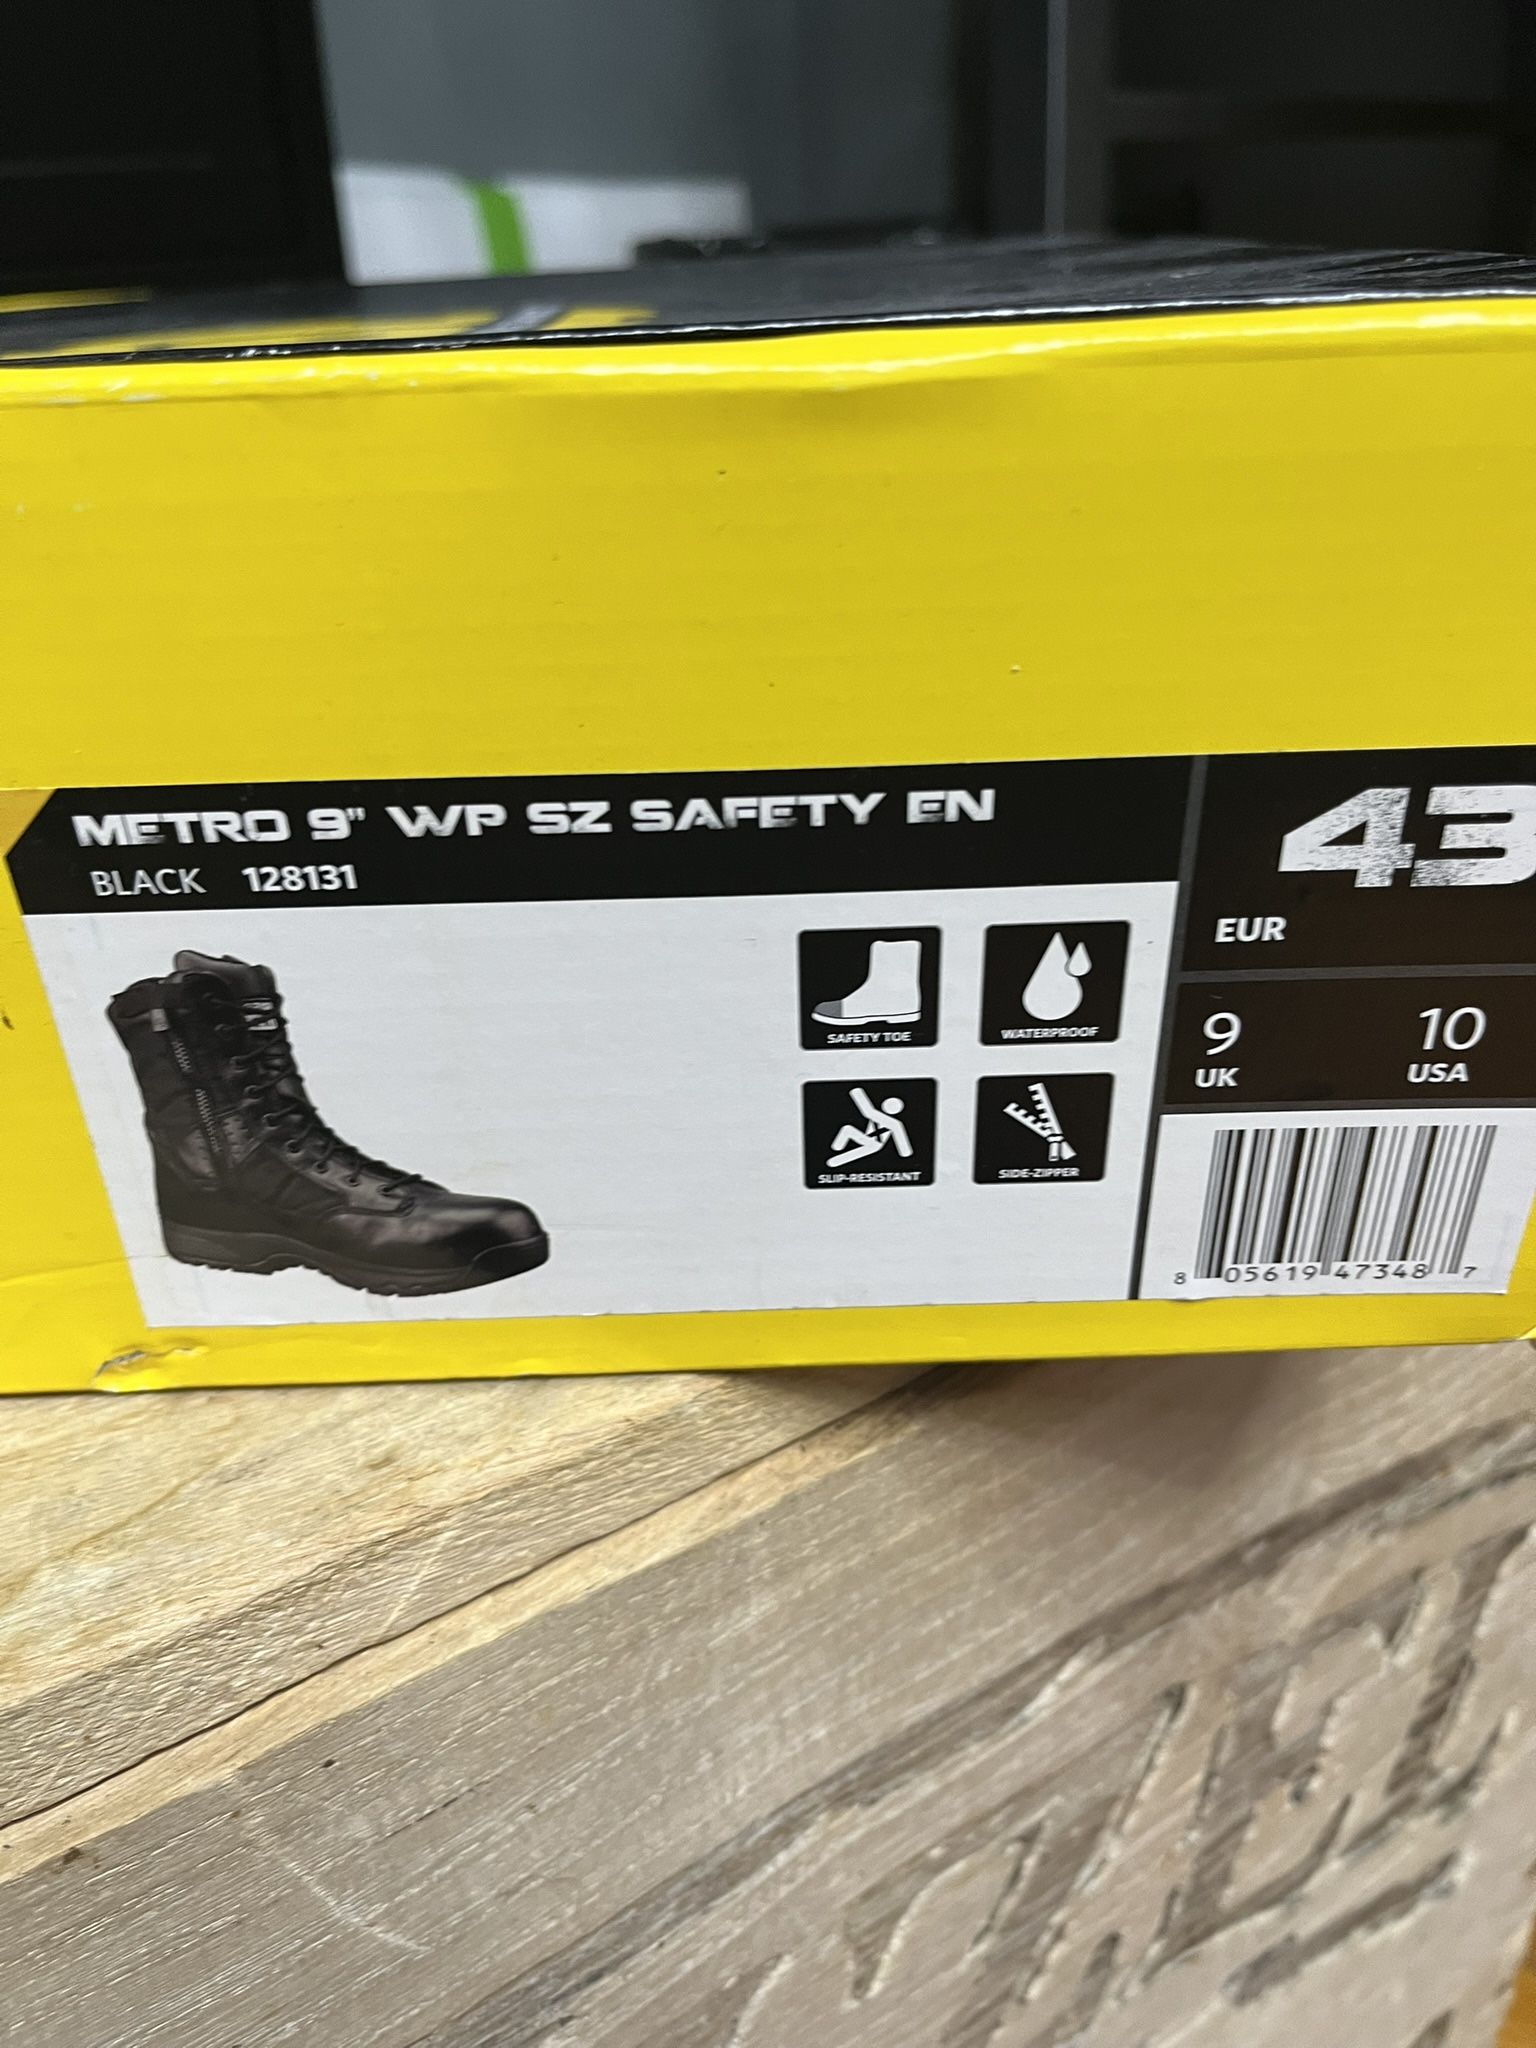 METRO 9" WP SZ SAFETY EN
BLACK 128131
43
EUR
9
UK
10
USA
SAFETY TOE
WATERPROOF
SLIP-RESISTANT
SIDE-ZIPPER
8 05619 47348 7